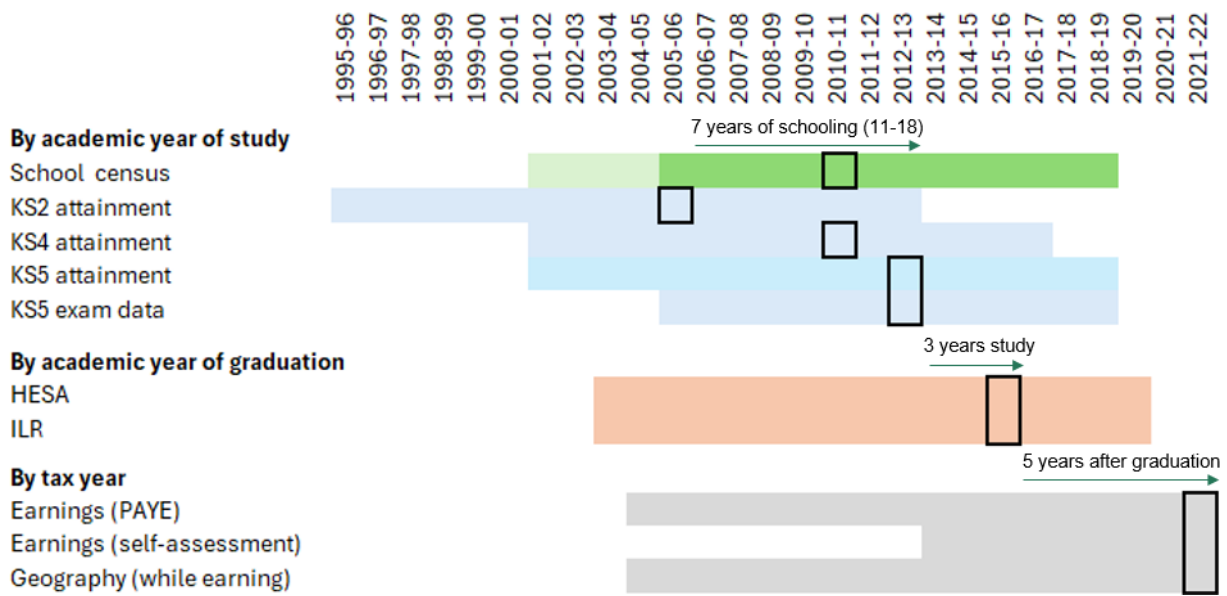 1995-96
1996-97
1997-98
1998-99
1999-00
2000-01
2001-02
2002-03
2003-04
2004-05
2005-06
2006-07
2007-08
2008-09
2009-10
2010-11
2011-12
2012-13
2013-14
2014-15
2015-16
2016-17
2017-18
2018-19
2019-20
2020-21
2021-22
7 years of schooling (11-18)
By academic year of study
School census
KS2 attainment
KS4 attainment
KS5 attainment
KS5 exam data
3 years study
By academic year of graduation
HESA
ILR
5 years after graduation
By tax year
Earnings (PAYE)
Earnings (self-assessment)
Geography (while earning)